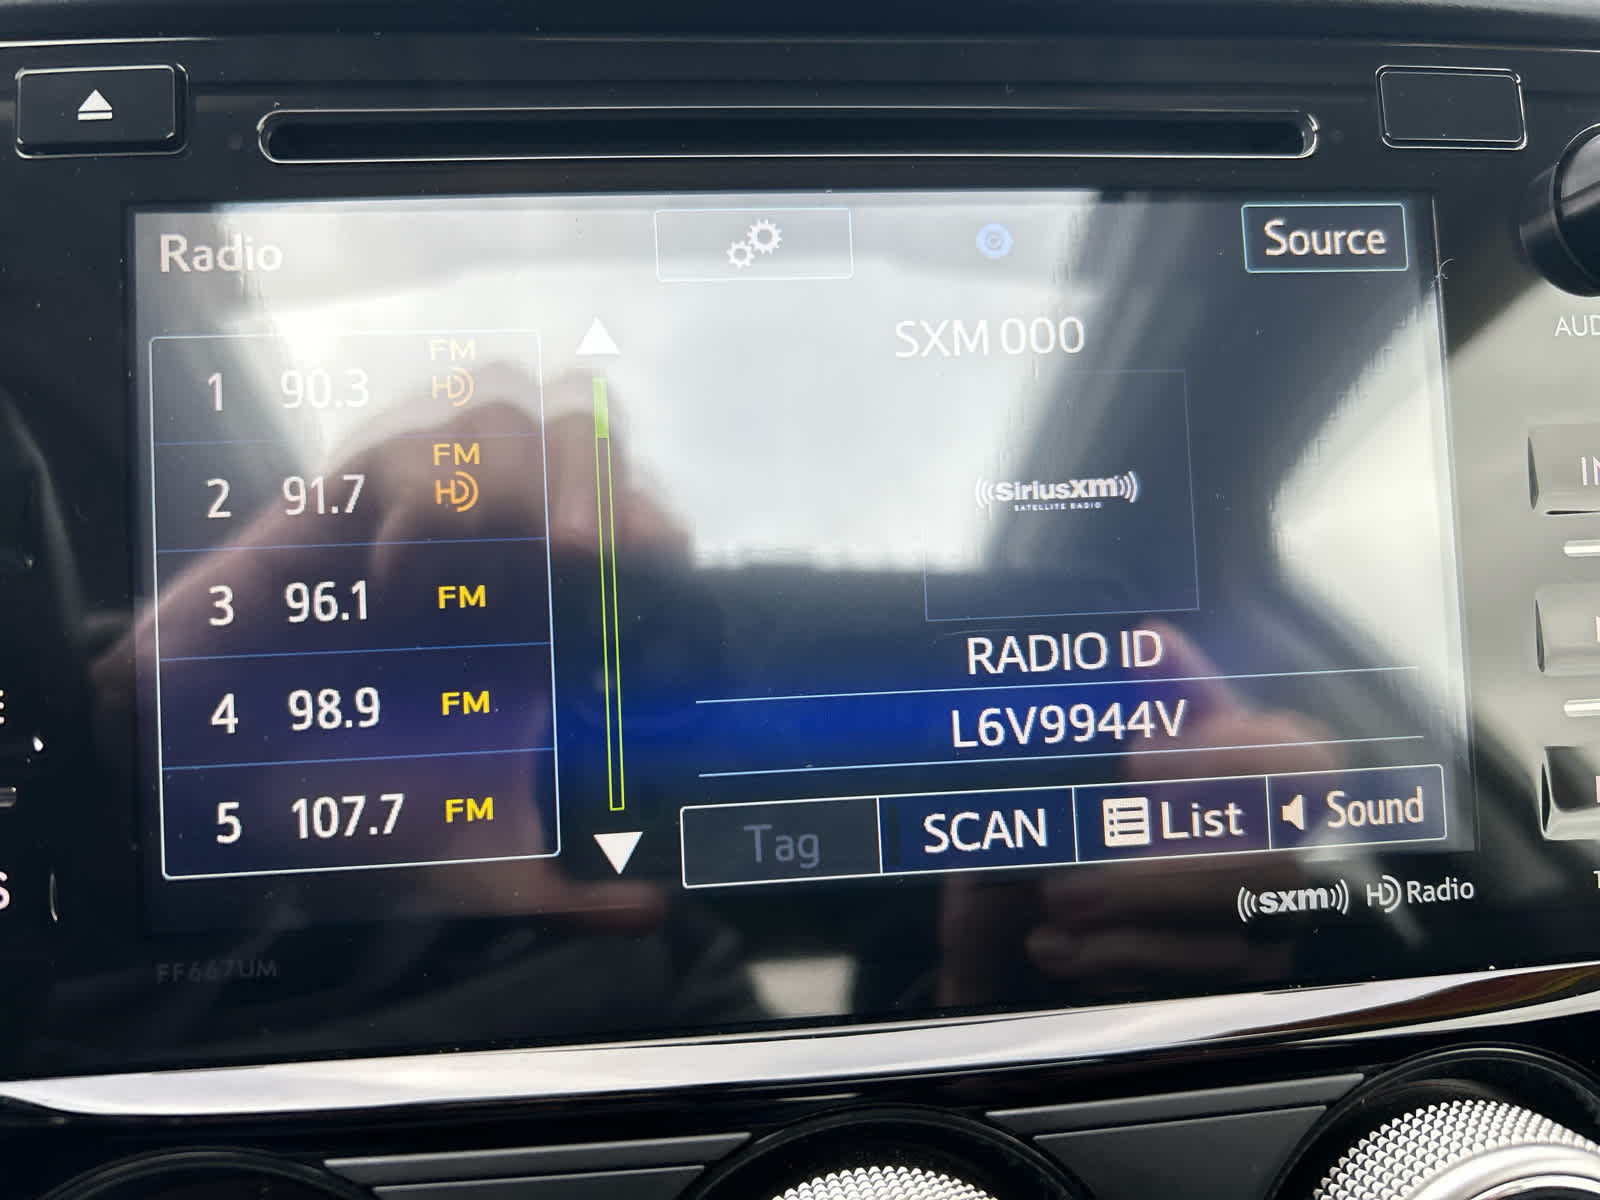 Radio
Source
SXM 000
1 90.3 FM HD
2 91.7 FM HD
3 96.1 FM
4 98.9 FM
5 107.7 FM
((SiriusXM))
SATELLITE RADIO
RADIO ID
L6V9944V
Tag SCAN List Sound
((sxm)) HD Radio
FF667UM
AUD